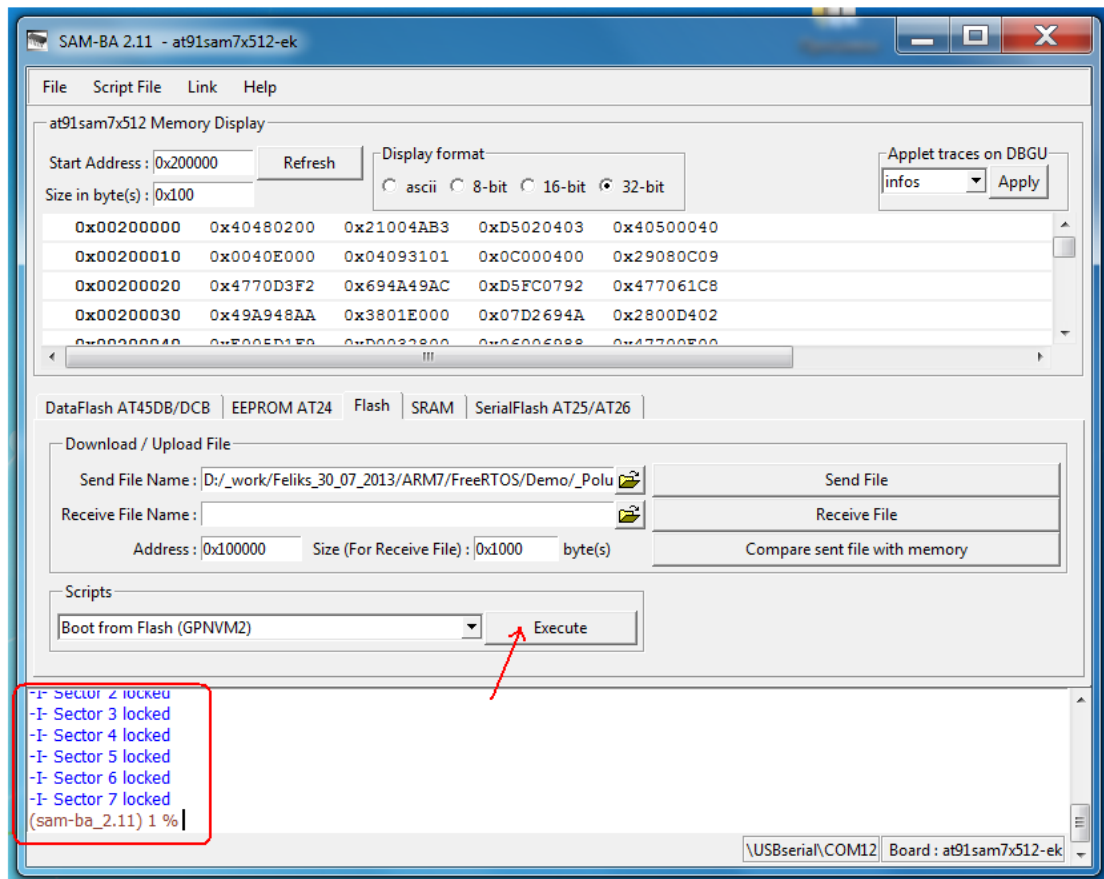 SAM-BA 2.11 - at91sam7x512-ek
File Script File Link Help
at91sam7x512 Memory Display
Start Address : 0x200000 Refresh
Size in byte(s) : 0x100
Display format
ascii 8-bit 16-bit 32-bit
Applet traces on DBGU
infos Apply
0x00200000 0x40480200 0x21004AB3 0xD5020403 0x40500040
0x00200010 0x0040E000 0x04093101 0x0C000400 0x29080C09
0x00200020 0x4770D3F2 0x694A49AC 0xD5FC0792 0x477061C8
0x00200030 0x49A948AA 0x3801E000 0x07D2694A 0x2800D402
DataFlash AT45DB/DCB EEPROM AT24 Flash SRAM SerialFlash AT25/AT26
Download / Upload File
Send File Name : D:/_work/Feliks_30_07_2013/ARM7/FreeRTOS/Demo/_Polu Send File
Receive File Name : Receive File
Address : 0x100000 Size (For Receive File) : 0x1000 byte(s) Compare sent file with memory
Scripts
Boot from Flash (GPNVM2) Execute
-I- Sector 2 locked
-I- Sector 3 locked
-I- Sector 4 locked
-I- Sector 5 locked
-I- Sector 6 locked
-I- Sector 7 locked
(sam-ba_2.11) 1 %
\USBserial\COM12 Board : at91sam7x512-ek